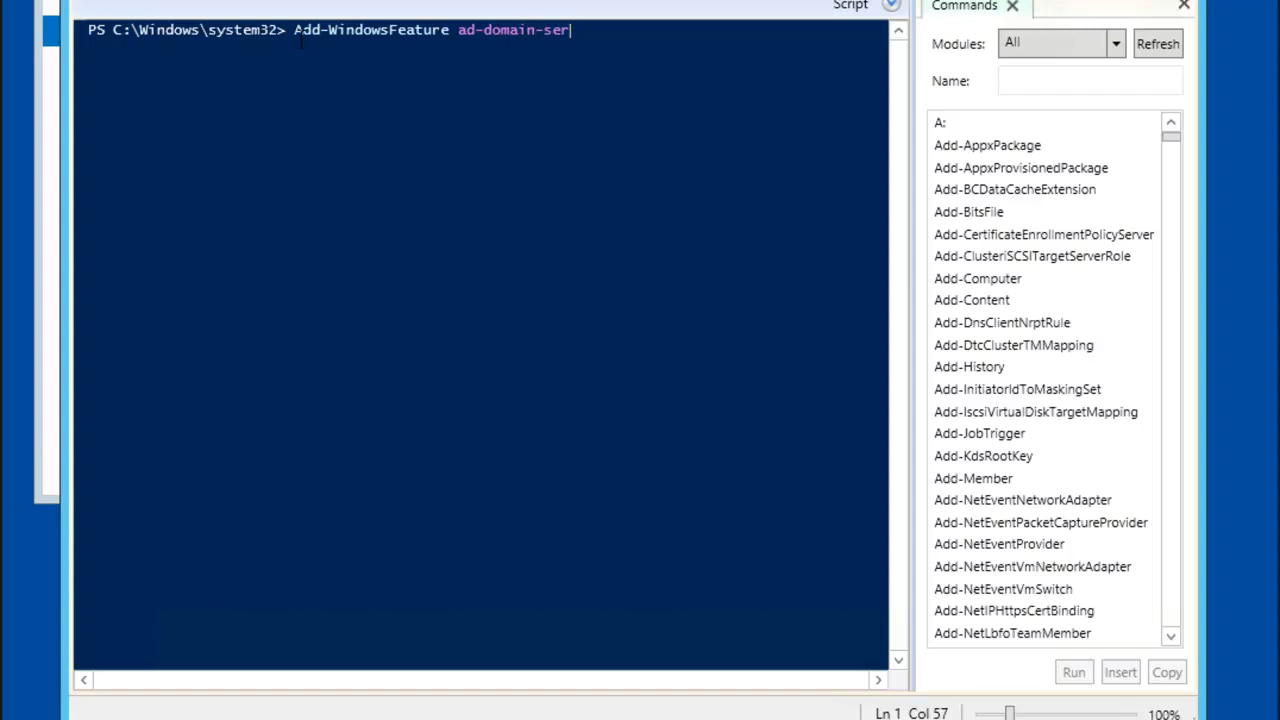 Script
PS C:\Windows\system32> Add-WindowsFeature ad-domain-ser
Commands
Modules:
All
Refresh
Name:
A:
Add-AppxPackage
Add-AppxProvisionedPackage
Add-BCDataCacheExtension
Add-BitsFile
Add-CertificateEnrollmentPolicyServer
Add-ClusteriSCSITargetServerRole
Add-Computer
Add-Content
Add-DnsClientNrptRule
Add-DtcClusterTMMapping
Add-History
Add-InitiatorIdToMaskingSet
Add-IscsiVirtualDiskTargetMapping
Add-JobTrigger
Add-KdsRootKey
Add-Member
Add-NetEventNetworkAdapter
Add-NetEventPacketCaptureProvider
Add-NetEventProvider
Add-NetEventVmNetworkAdapter
Add-NetEventVmSwitch
Add-NetIPHttpsCertBinding
Add-NetLbfoTeamMember
Run Insert Copy
Ln 1 Col 57 100%